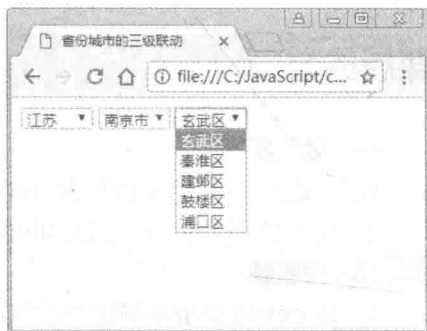 省份城市的三级联动 ×
file:///C:/JavaScript/c...
江苏 南京市 玄武区
玄武区
秦淮区
建邺区
鼓楼区
浦口区